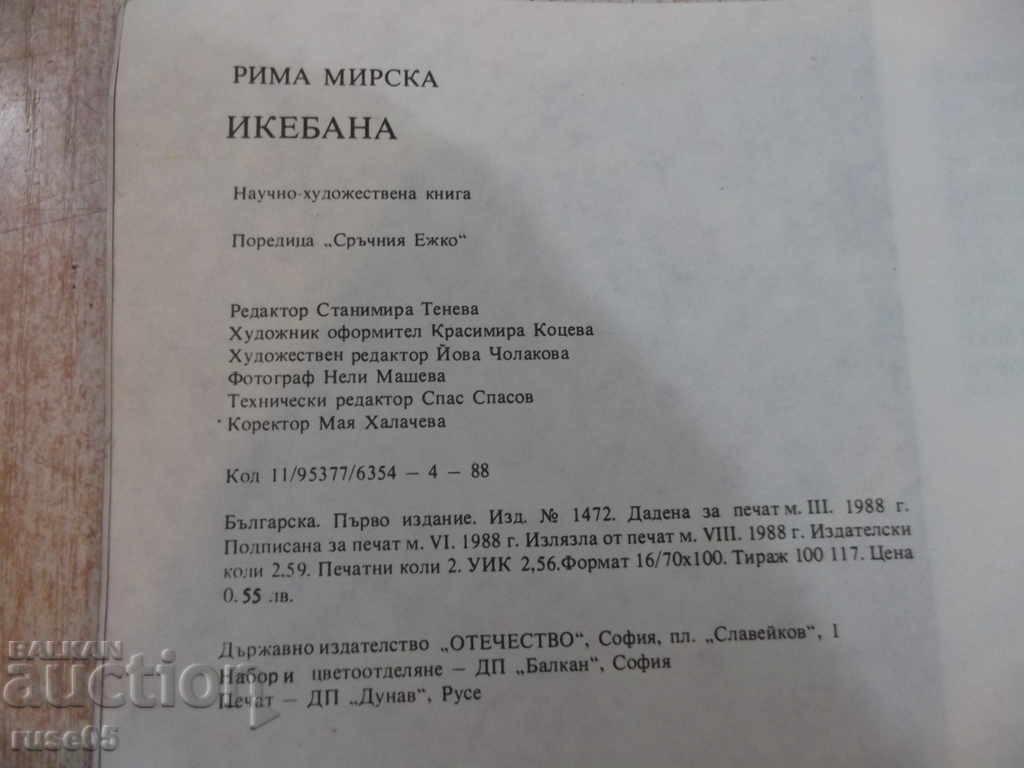 РИМА МИРСКА
ИКЕБАНА
Научно-художествена книга
Поредица „Сръчния Ежко“
Редактор Станимира Тенева
Художник оформител Красимира Коцева
Художествен редактор Йова Чолакова
Фотограф Нели Машева
Технически редактор Спас Спасов
Коректор Мая Халачева
Код 11/95377/6354 – 4 – 88
Българска. Първо издание. Изд. № 1472. Дадена за печат м. III. 1988 г.
Подписана за печат м. VI. 1988 г. Излязла от печат м. VIII. 1988 г. Издателски
коли 2.59. Печатни коли 2. УИК 2,56.Формат 16/70х100. Тираж 100 117. Цена
0.55 лв.
Държавно издателство „ОТЕЧЕСТВО“, София, пл. „Славейков“, 1
Набор и цветоотделяне – ДП „Балкан“, София
Печат – ДП „Дунав“, Русе
BALKAN
auction
ruse05